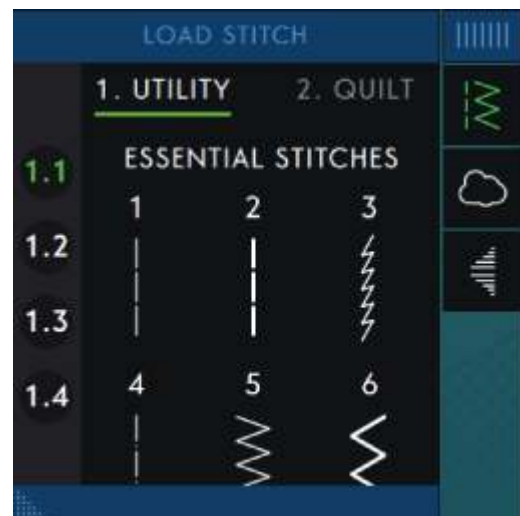 LOAD STITCH
1. UTILITY 2. QUILT
1.1 ESSENTIAL STITCHES
1 2 3
1.2
1.3
4 5 6
1.4